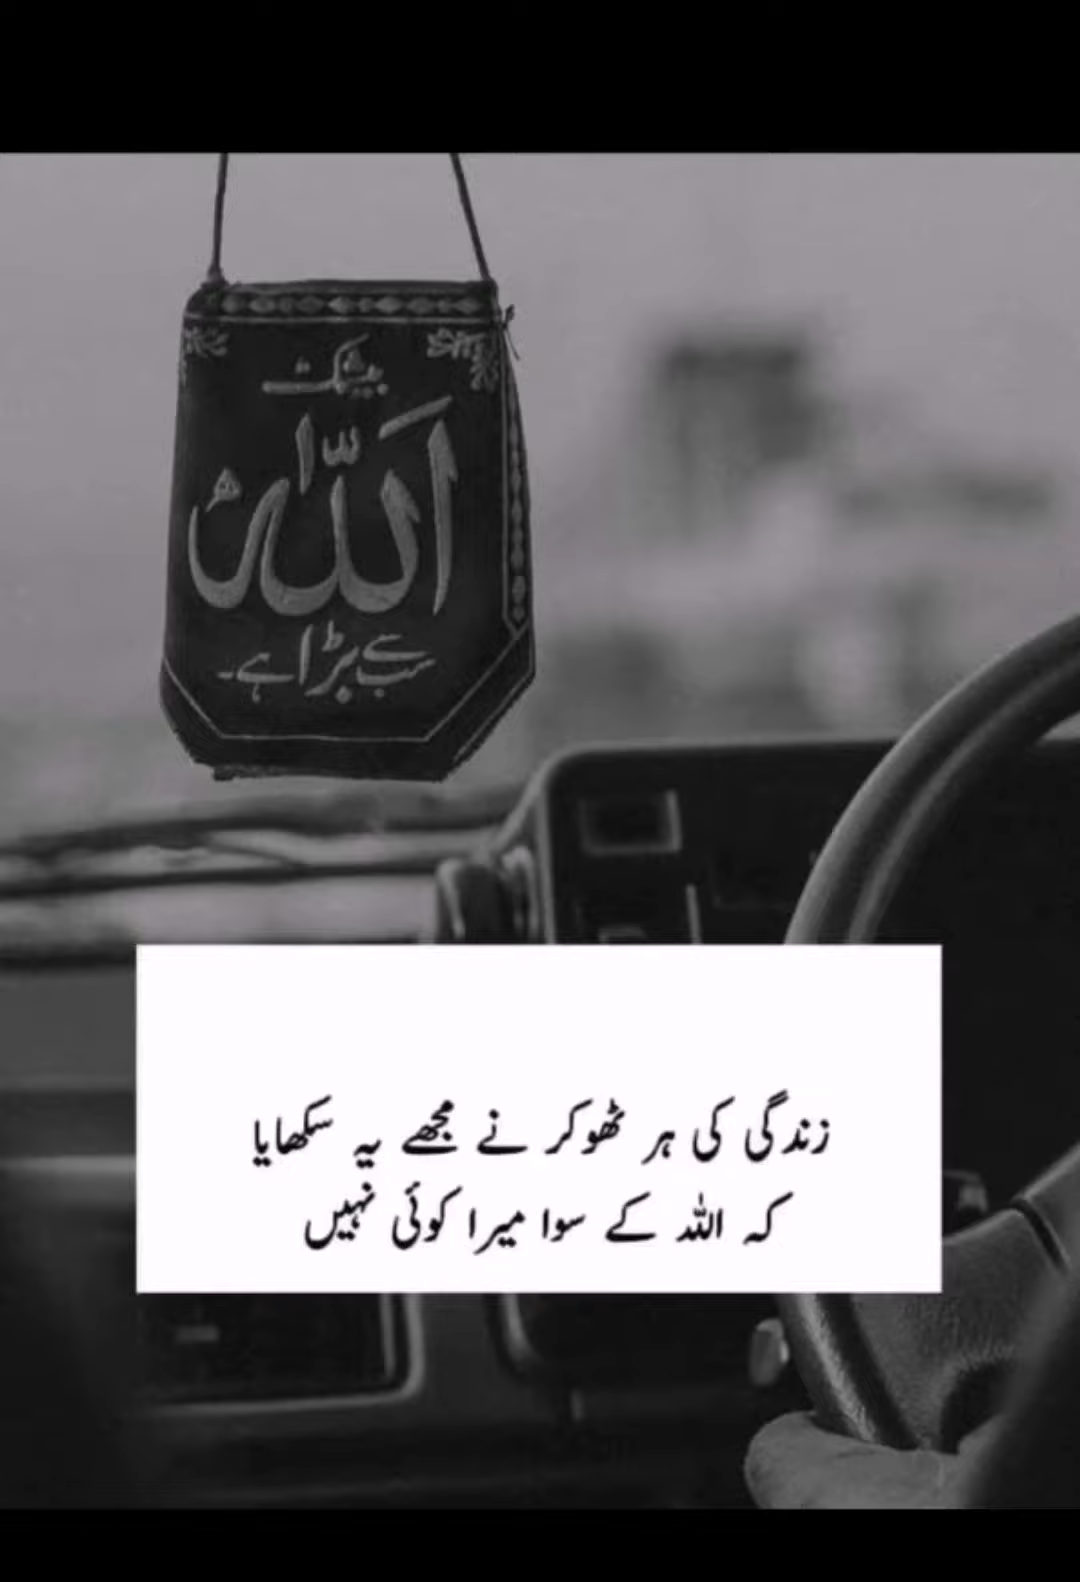 بیشک
اللہ
سب سے بڑا ہے۔
زندگی کی ہر ٹھوکر نے مجھے یہ سکھایا
کہ اللہ کے سوا میرا کوئی نہیں